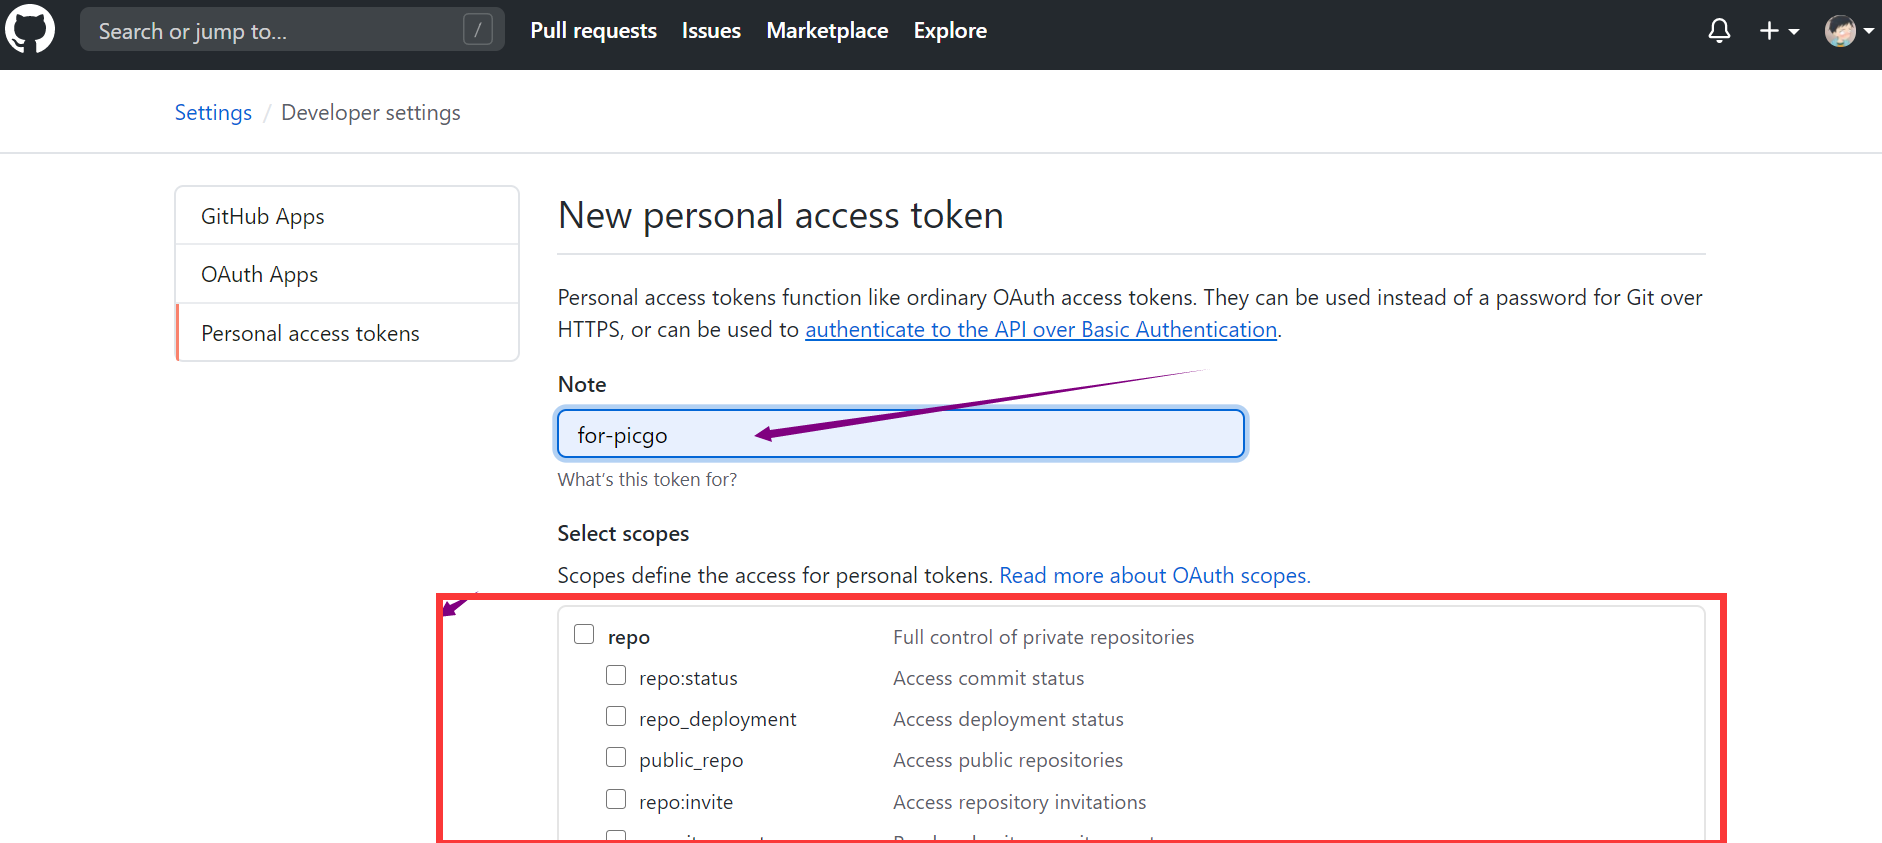 Search or jump to... /
Pull requests Issues Marketplace Explore
Settings / Developer settings
GitHub Apps
OAuth Apps
Personal access tokens
New personal access token
Personal access tokens function like ordinary OAuth access tokens. They can be used instead of a password for Git over
HTTPS, or can be used to authenticate to the API over Basic Authentication.
Note
for-picgo
What's this token for?
Select scopes
Scopes define the access for personal tokens. Read more about OAuth scopes.
repo Full control of private repositories
repo:status Access commit status
repo_deployment Access deployment status
public_repo Access public repositories
repo:invite Access repository invitations